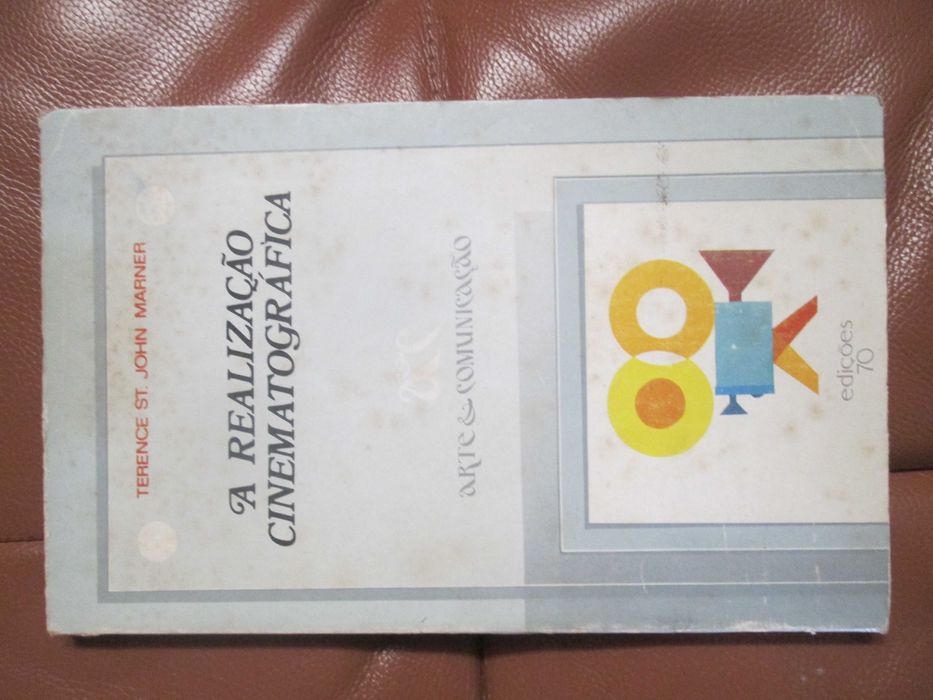 TERENCE ST. JOHN MARNER
A REALIZAÇÃO
CINEMATOGRÁFICA
ARTE & COMUNICAÇÃO
edições
70